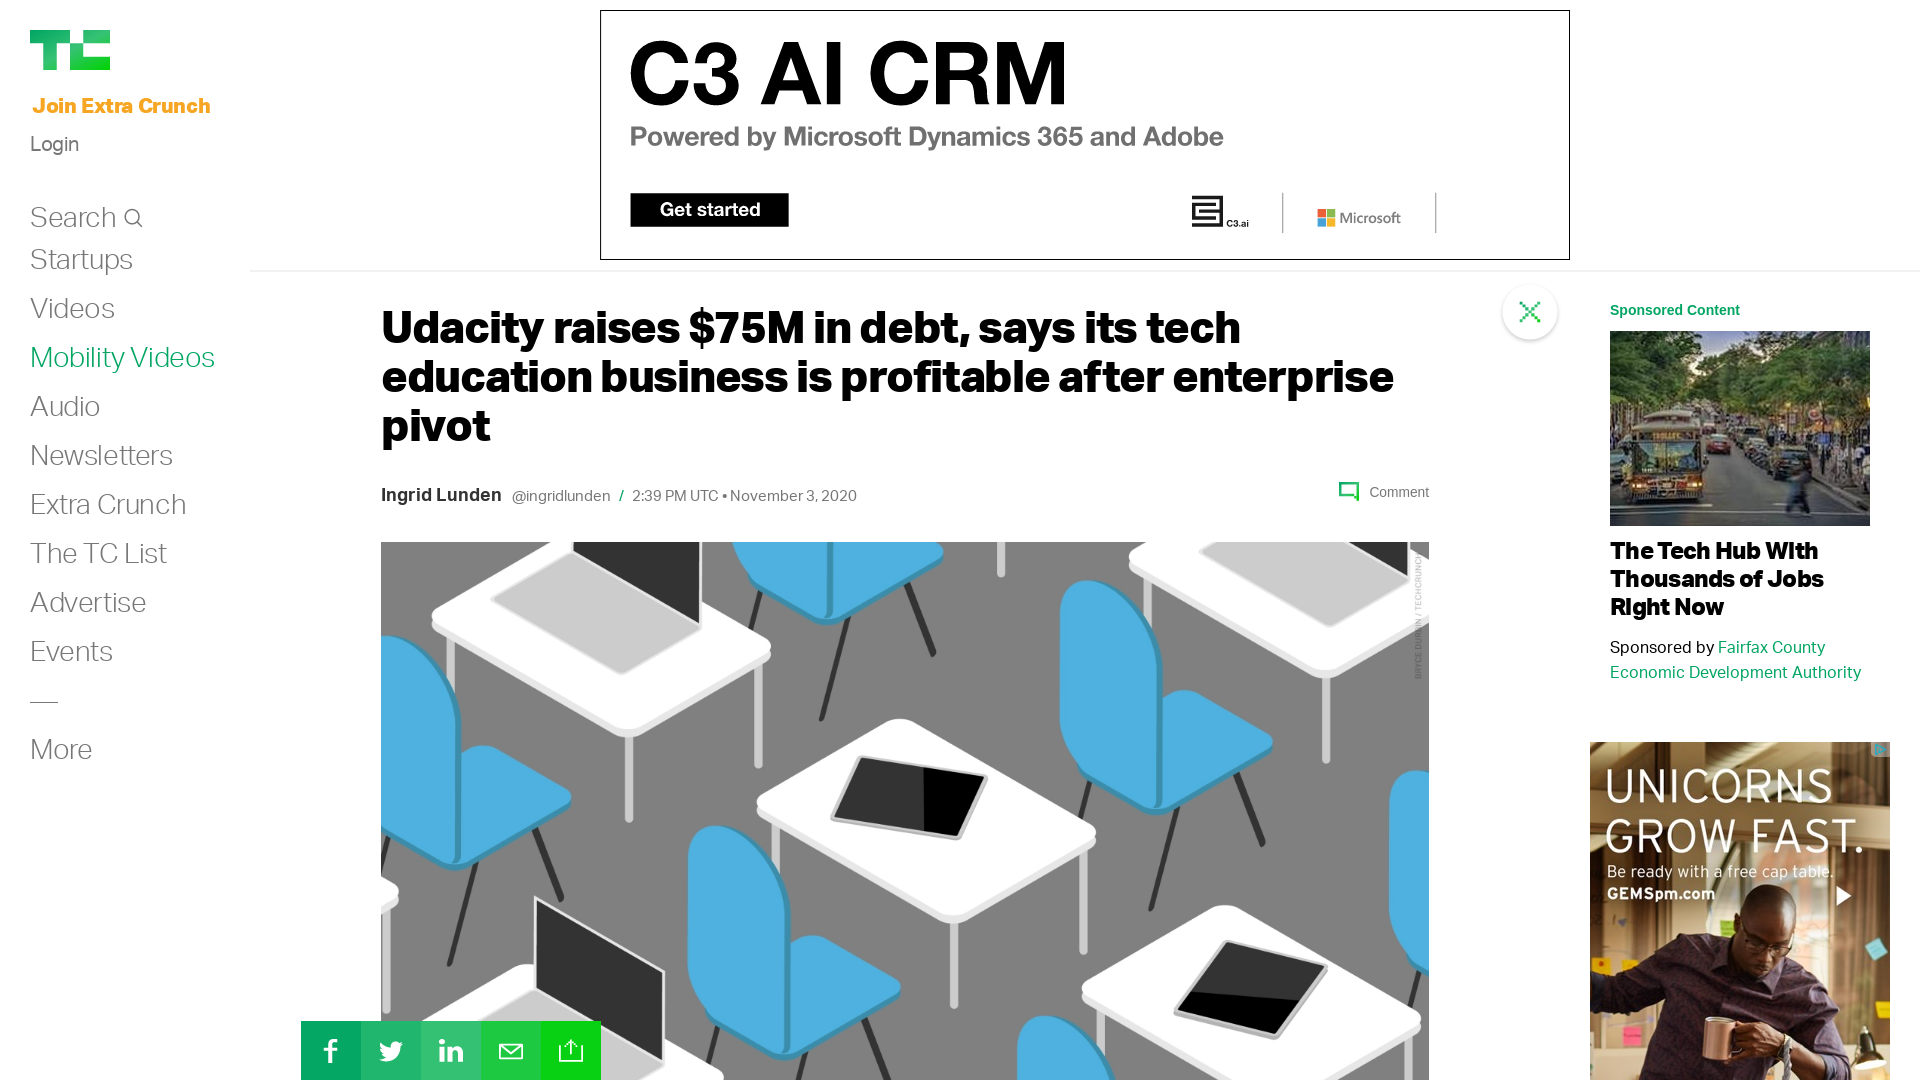 TC
Join Extra Crunch
Login
Search
Startups
Videos
Mobility Videos
Audio
Newsletters
Extra Crunch
The TC List
Advertise
Events
More
C3 AI CRM
Powered by Microsoft Dynamics 365 and Adobe
Get started
C3.ai
Microsoft
Udacity raises $75M in debt, says its tech
education business is profitable after enterprise
pivot
Ingrid Lunden @ingridlunden / 2:39 PM UTC • November 3, 2020
Comment
BRYCE DURBIN / TECHCRUNCH
Sponsored Content
TROLLEY
The Tech Hub With
Thousands of Jobs
Right Now
Sponsored by Fairfax County
Economic Development Authority
UNICORNS
GROW FAST.
Be ready with a free cap table.
GEMSpm.com